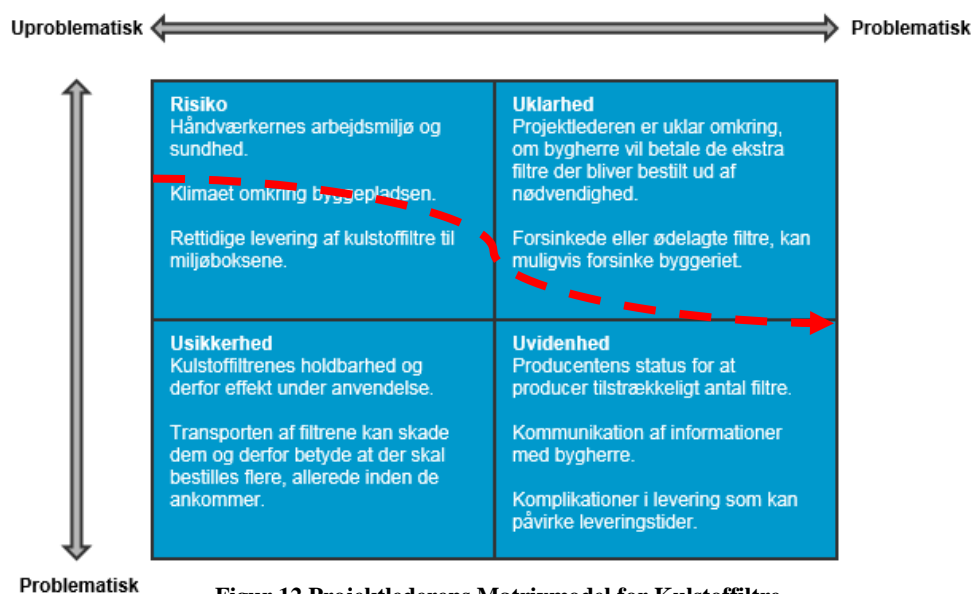 Uproblematisk
Problematisk
Risiko
Håndværkernes arbejdsmiljø og
sundhed.
Klimaet omkring byggepladsen.
Rettidige levering af kulstoffiltre til
miljøboksene.
Uklarhed
Projektlederen er uklar omkring,
om bygherre vil betale de ekstra
filtre der bliver bestilt ud af
nødvendighed.
Forsinkede eller ødelagte filtre, kan
muligvis forsinke byggeriet.
Usikkerhed
Kulstoffiltrenes holdbarhed og
derfor effekt under anvendelse.
Transporten af filtrene kan skade
dem og derfor betyde at der skal
bestilles flere, allerede inden de
ankommer.
Uvidenhed
Producentens status for at
producer tilstrækkeligt antal filtre.
Kommunikation af informationer
med bygherre.
Komplikationer i levering som kan
påvirke leveringstider.
Problematisk
Figur 12 Projektlederens Matrixmodel for Kulstoffiltre